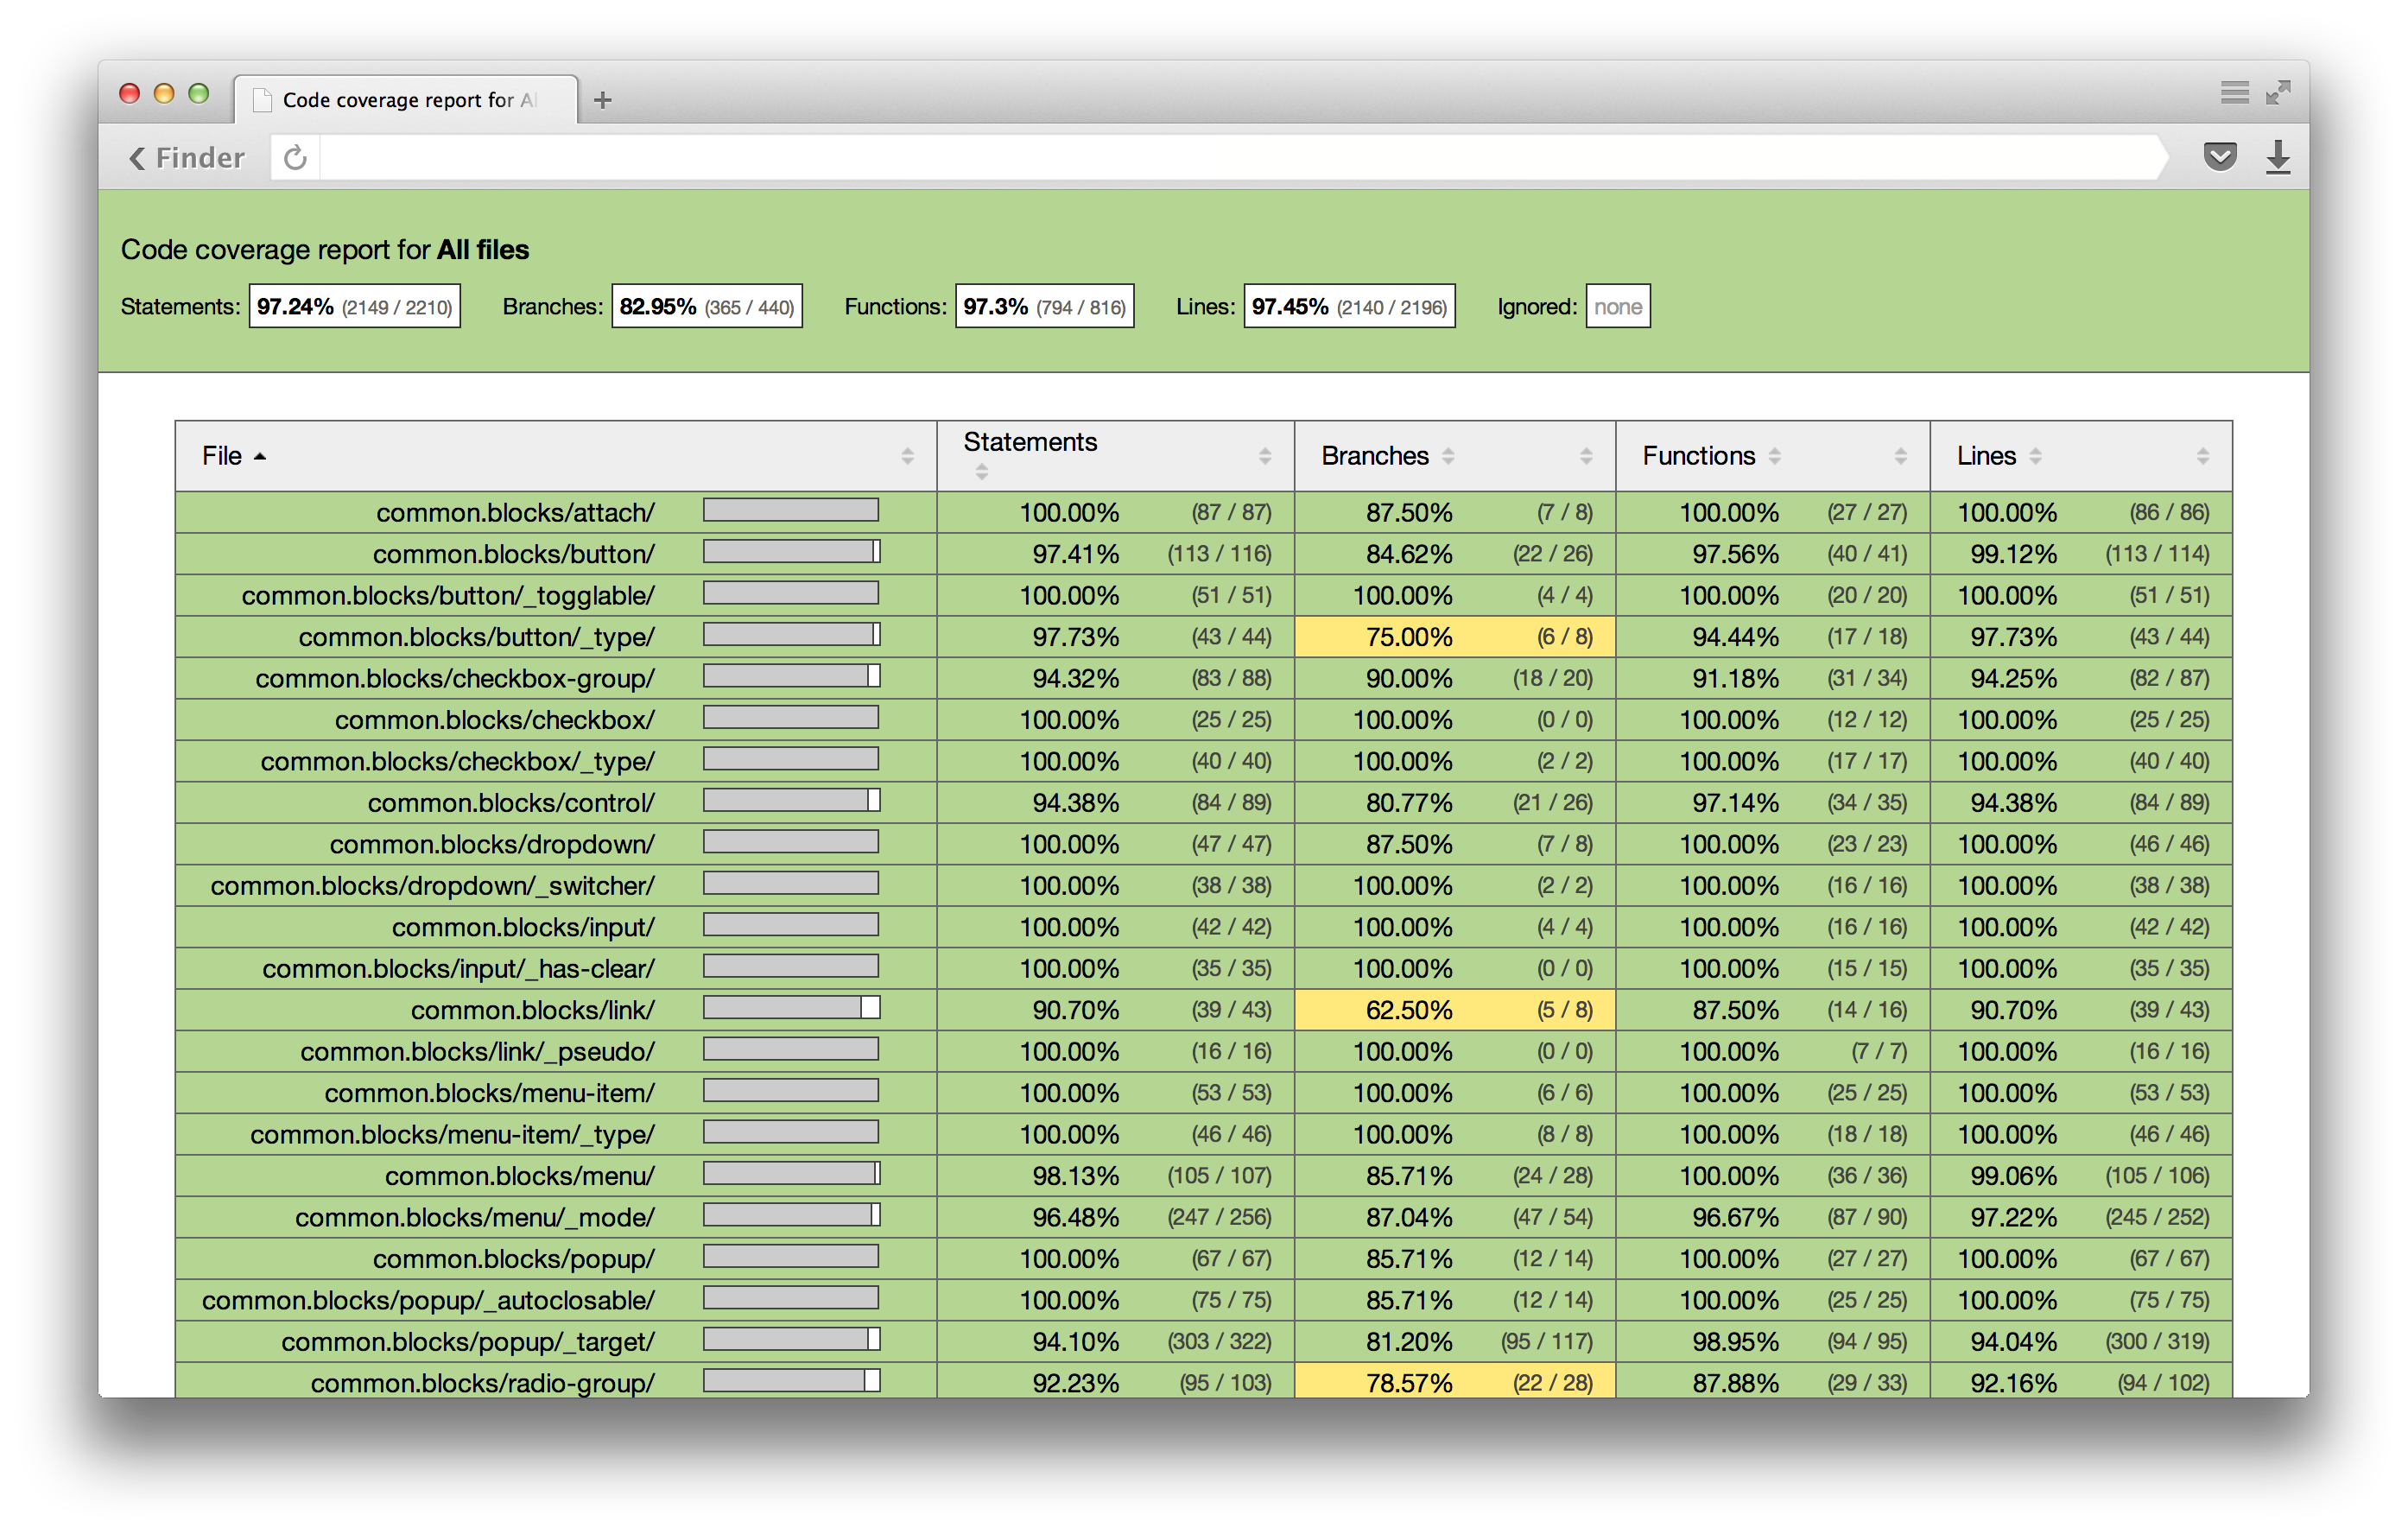 Code coverage report for Al
Finder
Code coverage report for All files
Statements: 97.24% (2149 / 2210) Branches: 82.95% (365 / 440) Functions: 97.3% (794 / 816) Lines: 97.45% (2140 / 2196) Ignored: none
File Statements Branches Functions Lines
common.blocks/attach/ 100.00% (87 / 87) 87.50% (7 / 8) 100.00% (27 / 27) 100.00% (86 / 86)
common.blocks/button/ 97.41% (113 / 116) 84.62% (22 / 26) 97.56% (40 / 41) 99.12% (113 / 114)
common.blocks/button/_togglable/ 100.00% (51 / 51) 100.00% (4 / 4) 100.00% (20 / 20) 100.00% (51 / 51)
common.blocks/button/_type/ 97.73% (43 / 44) 75.00% (6 / 8) 94.44% (17 / 18) 97.73% (43 / 44)
common.blocks/checkbox-group/ 94.32% (83 / 88) 90.00% (18 / 20) 91.18% (31 / 34) 94.25% (82 / 87)
common.blocks/checkbox/ 100.00% (25 / 25) 100.00% (0 / 0) 100.00% (12 / 12) 100.00% (25 / 25)
common.blocks/checkbox/_type/ 100.00% (40 / 40) 100.00% (2 / 2) 100.00% (17 / 17) 100.00% (40 / 40)
common.blocks/control/ 94.38% (84 / 89) 80.77% (21 / 26) 97.14% (34 / 35) 94.38% (84 / 89)
common.blocks/dropdown/ 100.00% (47 / 47) 87.50% (7 / 8) 100.00% (23 / 23) 100.00% (46 / 46)
common.blocks/dropdown/_switcher/ 100.00% (38 / 38) 100.00% (2 / 2) 100.00% (16 / 16) 100.00% (38 / 38)
common.blocks/input/ 100.00% (42 / 42) 100.00% (4 / 4) 100.00% (16 / 16) 100.00% (42 / 42)
common.blocks/input/_has-clear/ 100.00% (35 / 35) 100.00% (0 / 0) 100.00% (15 / 15) 100.00% (35 / 35)
common.blocks/link/ 90.70% (39 / 43) 62.50% (5 / 8) 87.50% (14 / 16) 90.70% (39 / 43)
common.blocks/link/_pseudo/ 100.00% (16 / 16) 100.00% (0 / 0) 100.00% (7 / 7) 100.00% (16 / 16)
common.blocks/menu-item/ 100.00% (53 / 53) 100.00% (6 / 6) 100.00% (25 / 25) 100.00% (53 / 53)
common.blocks/menu-item/_type/ 100.00% (46 / 46) 100.00% (8 / 8) 100.00% (18 / 18) 100.00% (46 / 46)
common.blocks/menu/ 98.13% (105 / 107) 85.71% (24 / 28) 100.00% (36 / 36) 99.06% (105 / 106)
common.blocks/menu/_mode/ 96.48% (247 / 256) 87.04% (47 / 54) 96.67% (87 / 90) 97.22% (245 / 252)
common.blocks/popup/ 100.00% (67 / 67) 85.71% (12 / 14) 100.00% (27 / 27) 100.00% (67 / 67)
common.blocks/popup/_autoclosable/ 100.00% (75 / 75) 85.71% (12 / 14) 100.00% (25 / 25) 100.00% (75 / 75)
common.blocks/popup/_target/ 94.10% (303 / 322) 81.20% (95 / 117) 98.95% (94 / 95) 94.04% (300 / 319)
common.blocks/radio-group/ 92.23% (95 / 103) 78.57% (22 / 28) 87.88% (29 / 33) 92.16% (94 / 102)